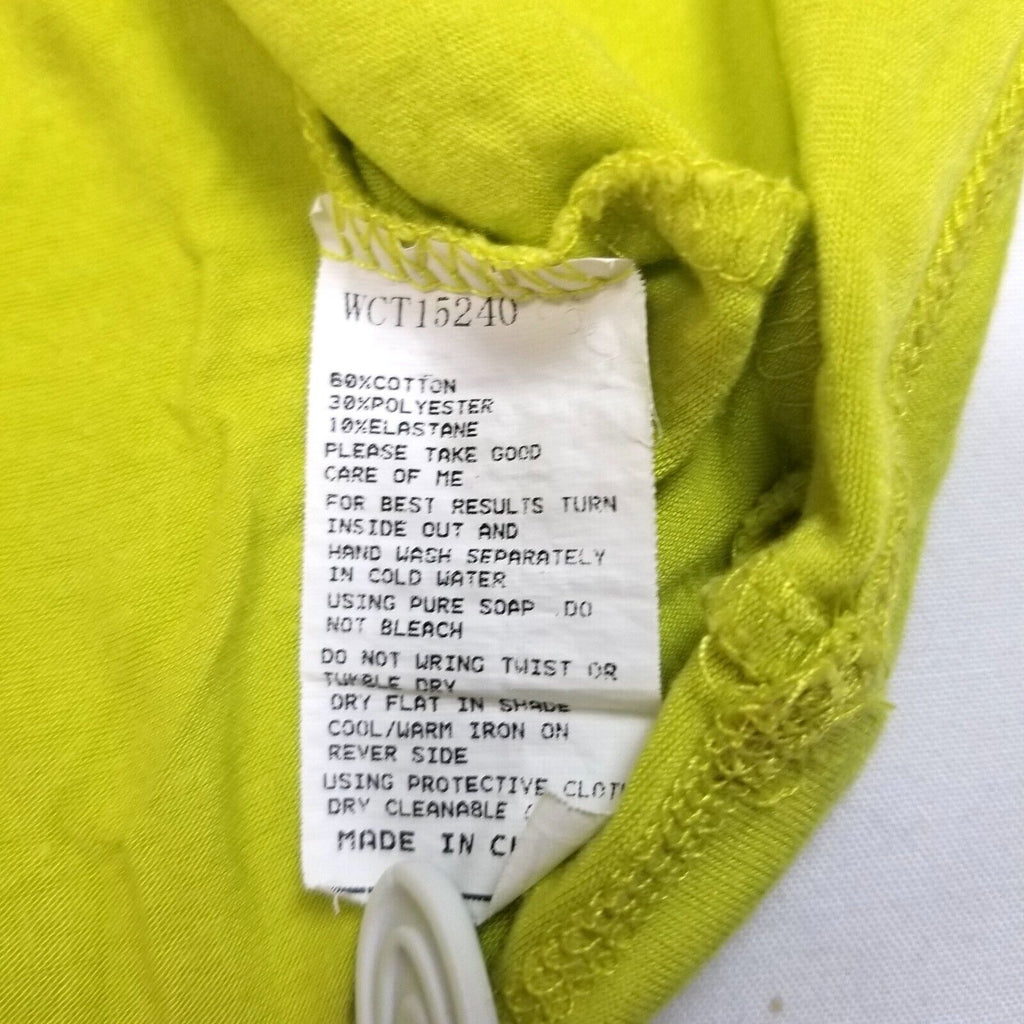 WCT15240
60%COTTON
30%POLYESTER
10%ELASTANE
PLEASE TAKE GOOD
CARE OF ME
FOR BEST RESULTS TURN
INSIDE OUT AND
HAND WASH SEPARATELY
IN COLD WATER
USING PURE SOAP .DO
NOT BLEACH
DO NOT WRING TWIST OR
TUMBLE DRY
DRY FLAT IN SHADE
COOL/WARM IRON ON
REVER SIDE
USING PROTECTIVE
DRY CLEANABLE
MADE IN